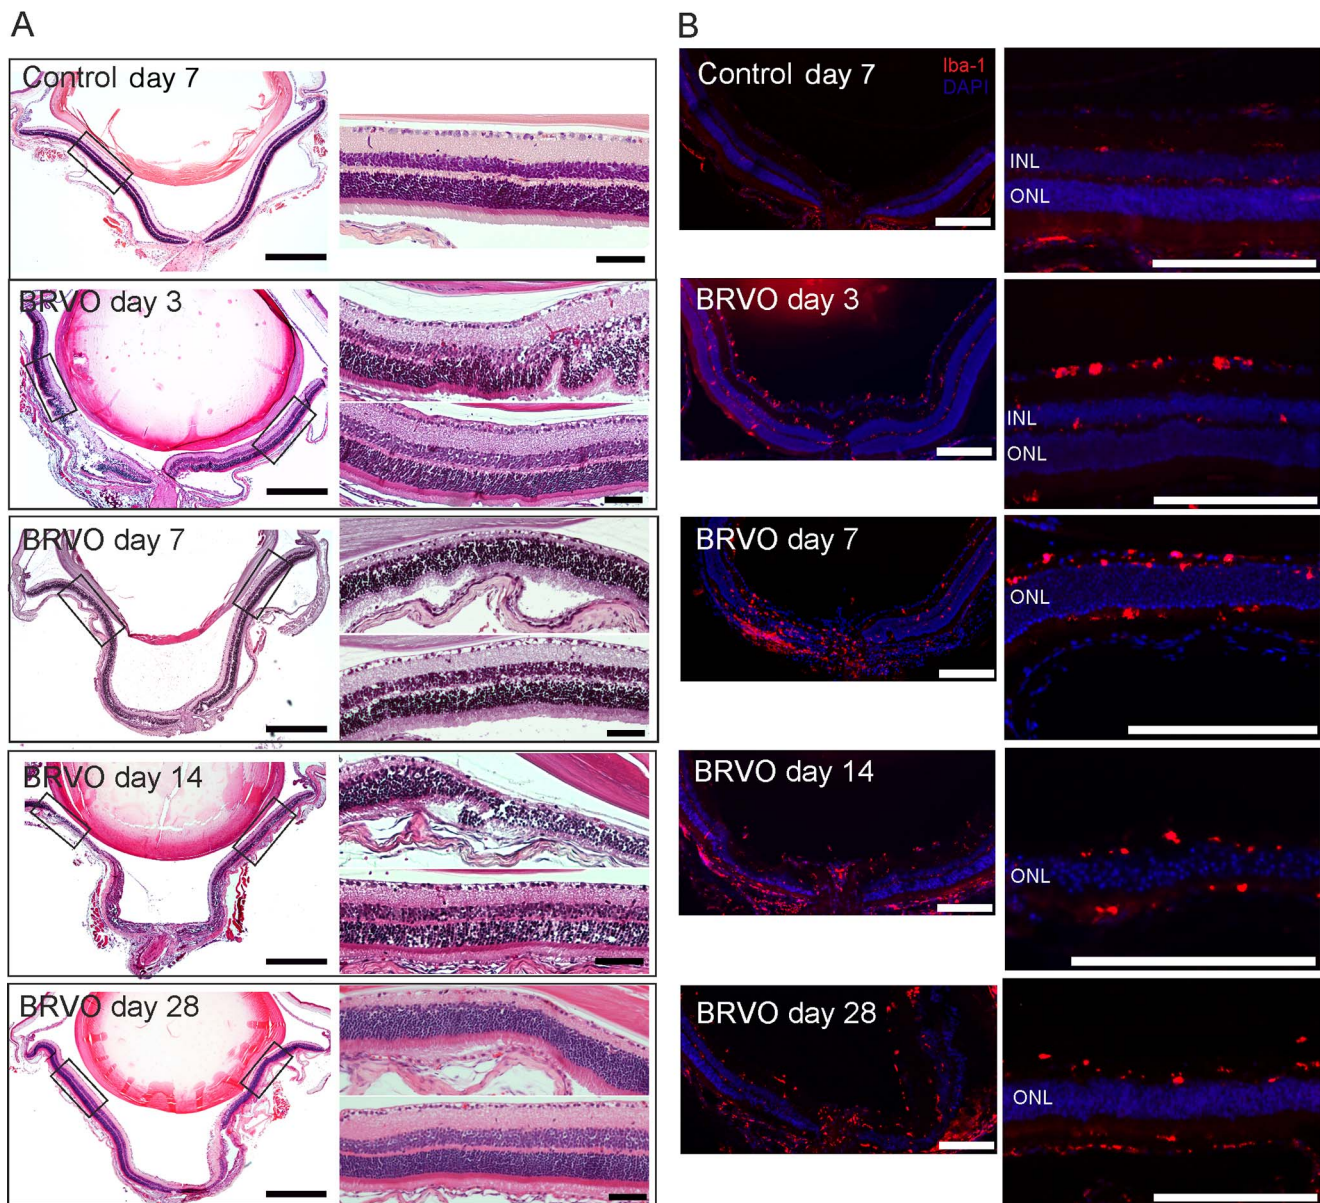 A
B
Control day 7
Control day 7
Iba-1
DAPI
INL
ONL
BRVO day 3
BRVO day 3
INL
ONL
BRVO day 7
BRVO day 7
ONL
BRVO day 14
BRVO day 14
ONL
BRVO day 28
BRVO day 28
ONL